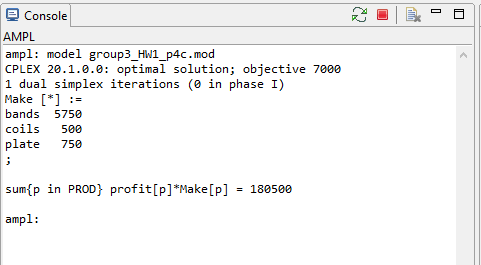 Console
AMPL
ampl: model group3_HW1_p4c.mod
CPLEX 20.1.0.0: optimal solution; objective 7000
1 dual simplex iterations (0 in phase I)
Make [*] :=
bands  5750
coils   500
plate   750
;
sum{p in PROD} profit[p]*Make[p] = 180500
ampl: